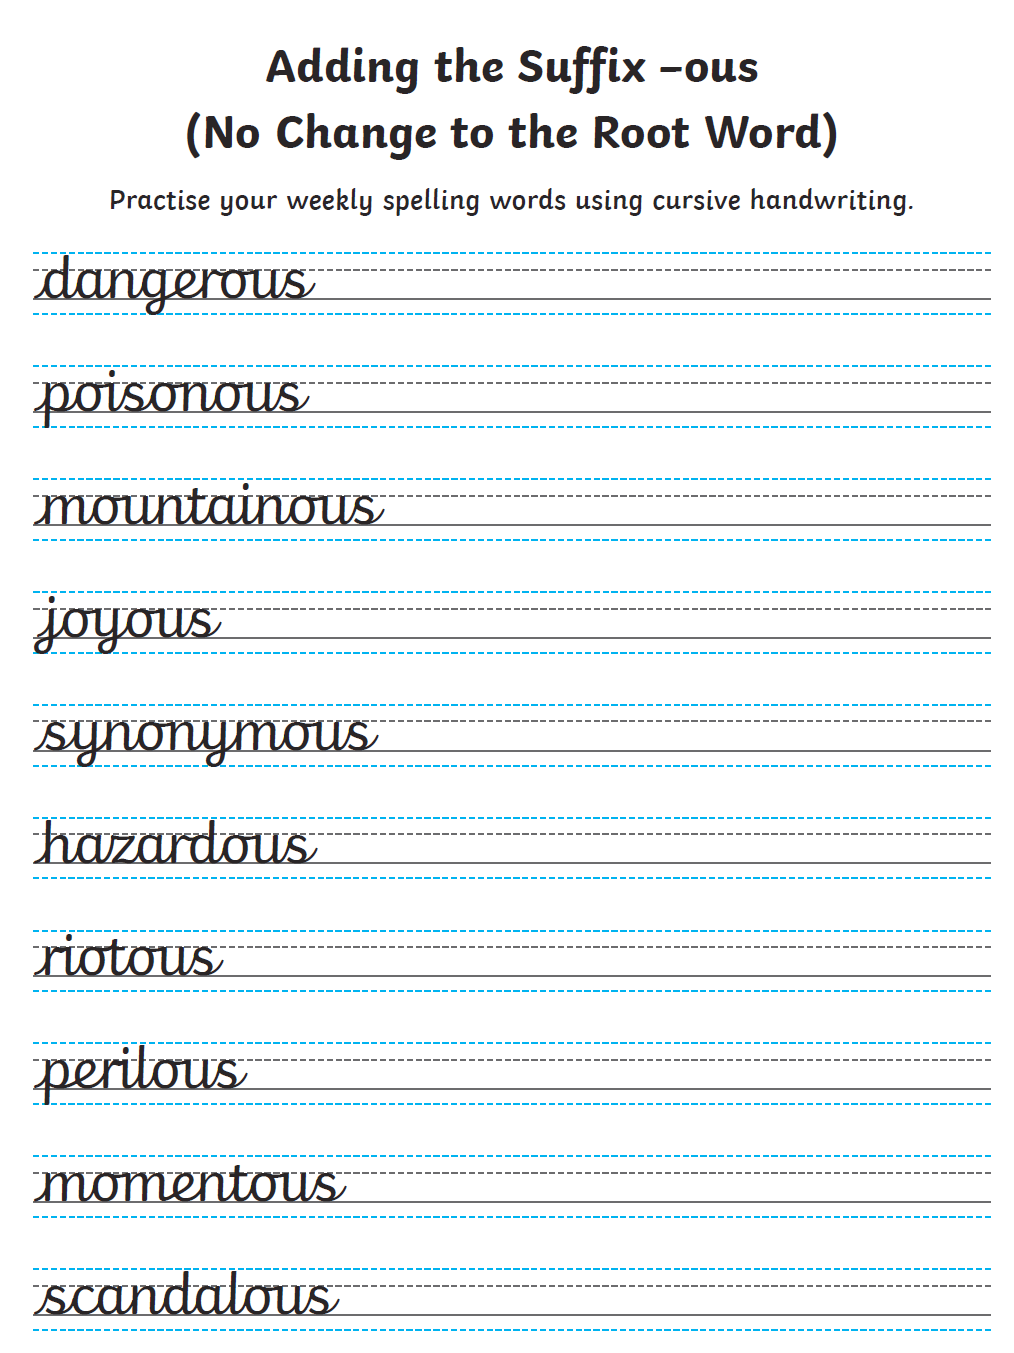 Adding the Suffix –ous
(No Change to the Root Word)
Practise your weekly spelling words using cursive handwriting.
dangerous
poisonous
mountainous
joyous
synonymous
hazardous
riotous
perilous
momentous
scandalous